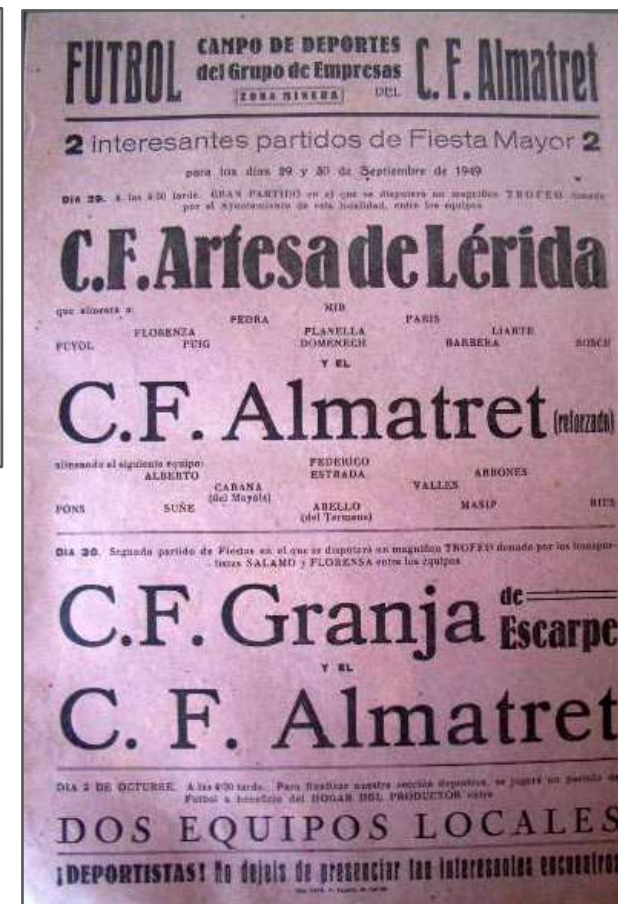 FUTBOL CAMPO DE DEPORTES del Grupo de Empresas ZONA MINERA DEL C. F. Almatret
2 interesantes partidos de Fiesta Mayor 2
para los días 29 y 30 de Septiembre de 1949
DIA 29. A las 4'30 tarde. GRAN PARTIDO en el que se disputará un magnífico TROFEO donado
por el Ayuntamiento de esta localidad, entre los equipos
C.F. Artesa de Lérida
que alinea a:
MIR
PEDRA PARIS
FLORENZA PLANELLA LIARTE
PUYOL PUIG DOMENECH BARBERA BOSCH
Y EL
C.F. Almatret (reforzado)
alineando el siguiente equipo: FEDERICO
ALBERTO ESTRADA ARBONES
CABANA VALLES
(del Mayals)
PONS SUÑE ABELLO MASIP RIUS
(del Termens)
DIA 30. Segundo partido de Fiestas en el que se disputará un magnífico TROFEO donado por los transpor-
tistas SALAMO y FLORENSA entre los equipos
C.F. Granja de Escarpe
Y EL
C. F. Almatret
DIA 2 DE OCTUBRE. A las 4'30 tarde. Para finalizar nuestra sección deportiva, se jugará un partido de
Futbol a beneficio del HOGAR DEL PRODUCTOR entre
DOS EQUIPOS LOCALES
¡DEPORTISTAS! No dejeis de presenciar tan interesantes encuentros